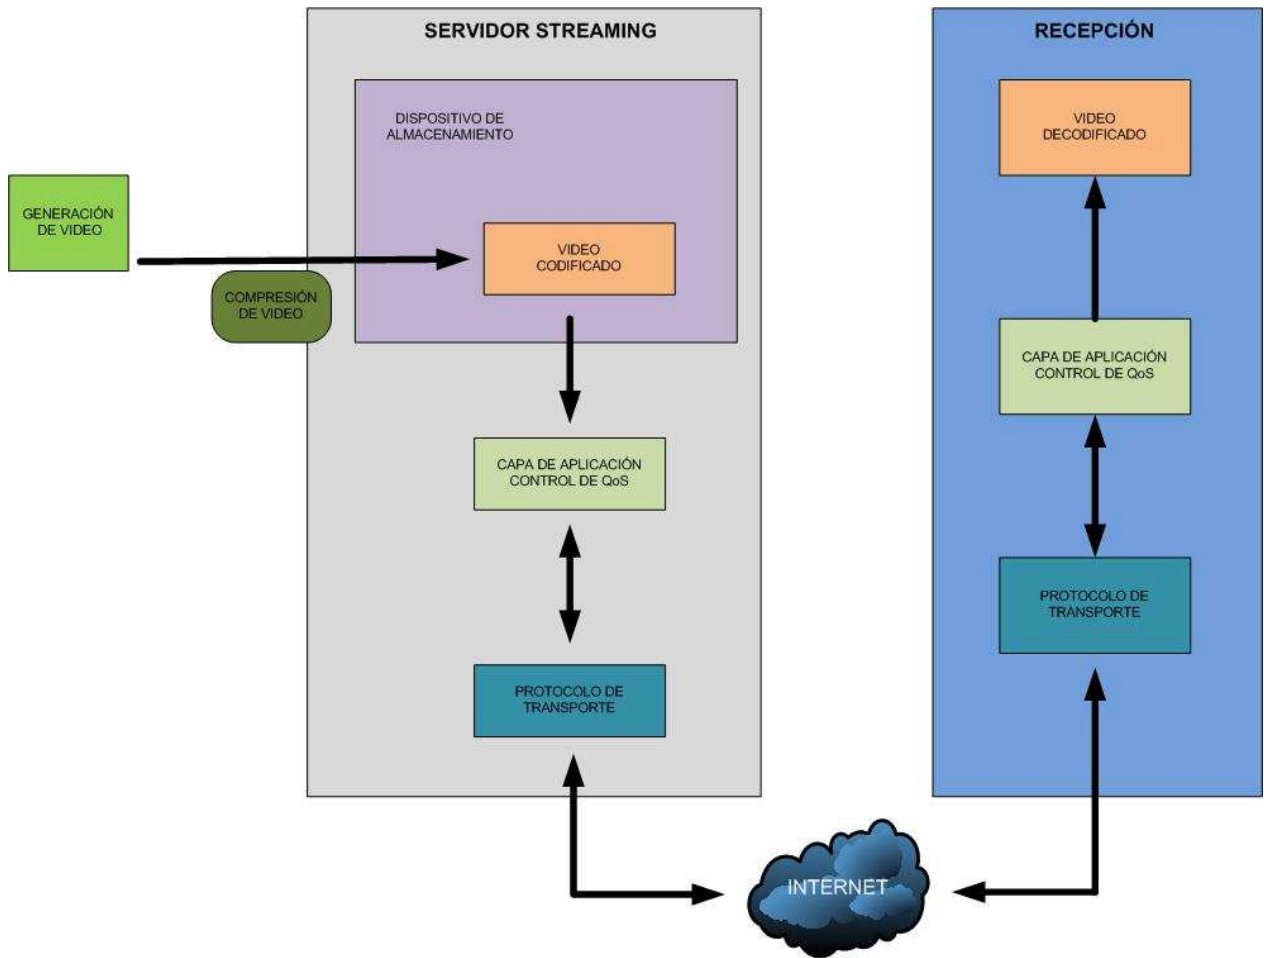 SERVIDOR STREAMING
RECEPCIÓN
DISPOSITIVO DE
ALMACENAMIENTO
VIDEO
DECODIFICADO
GENERACIÓN
DE VIDEO
VIDEO
CODIFICADO
COMPRESIÓN
DE VIDEO
CAPA DE APLICACIÓN
CONTROL DE QoS
CAPA DE APLICACIÓN
CONTROL DE QoS
PROTOCOLO DE
TRANSPORTE
PROTOCOLO DE
TRANSPORTE
INTERNET